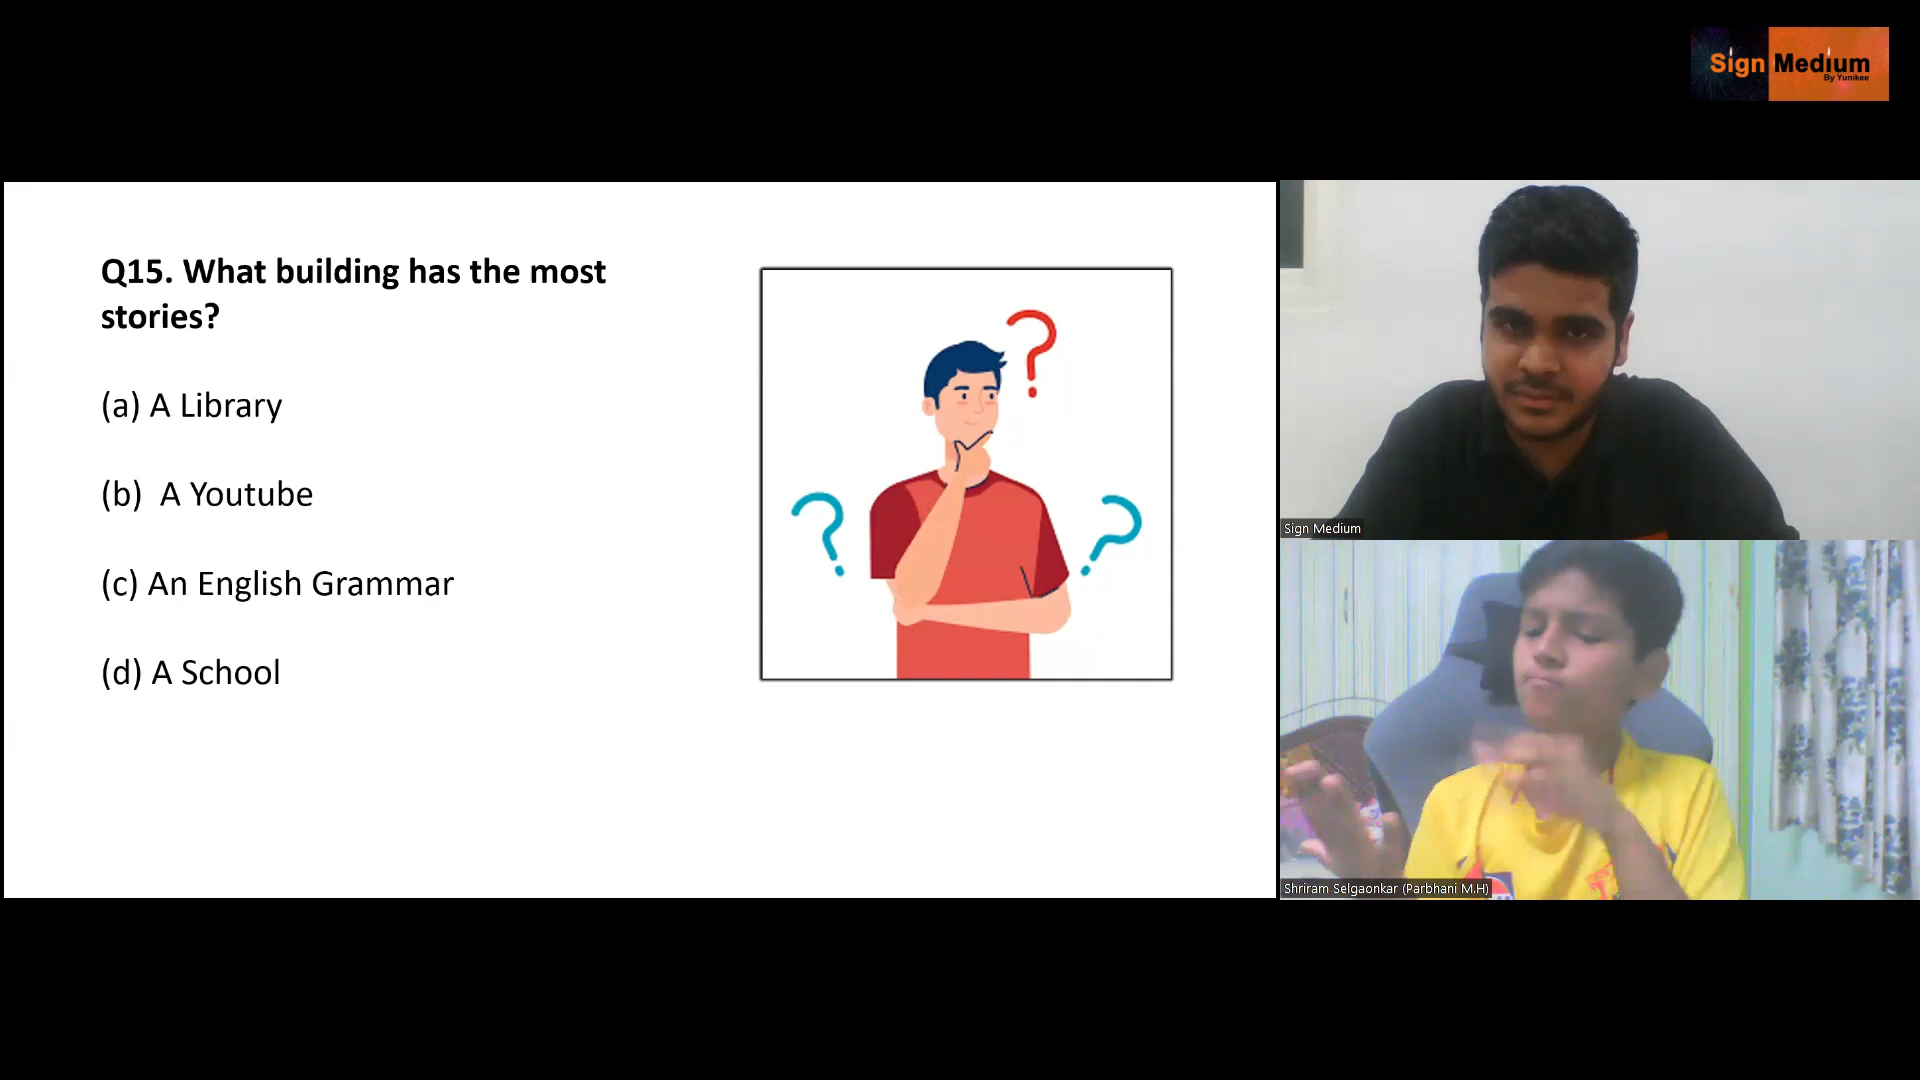 Sign Medium
By Yunikee
Q15. What building has the most
stories?
(a) A Library
(b) A Youtube
(c) An English Grammar
(d) A School
Sign Medium
Shriram Selgaonkar (Parbhani M.H)